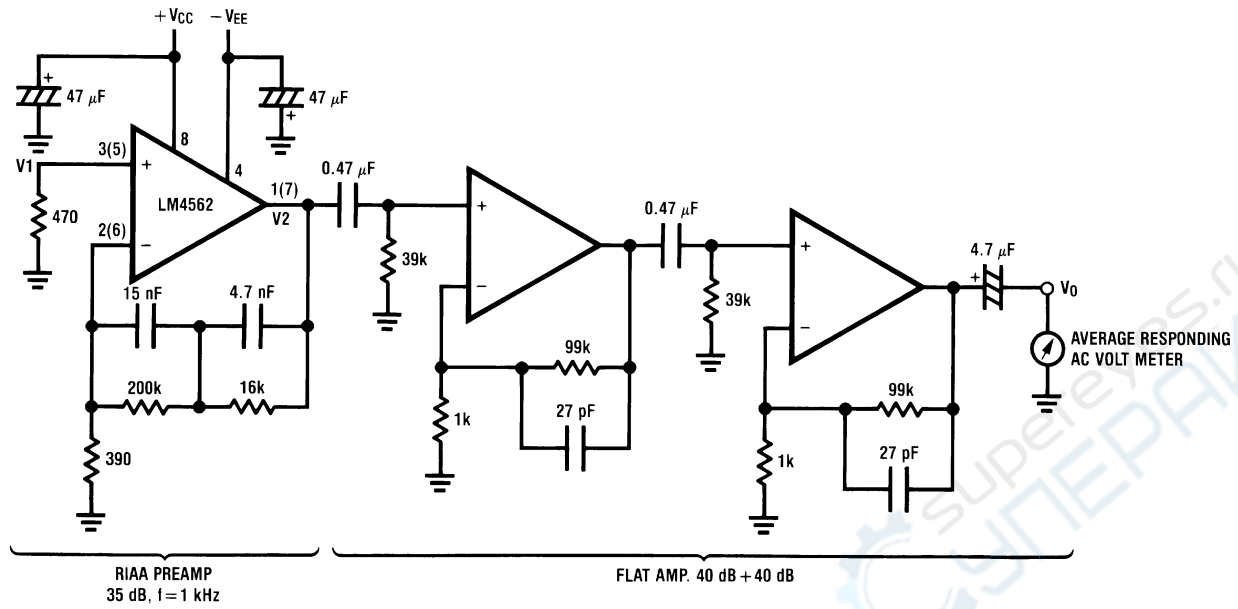 +VCC
−VEE
+
47 µF
+
47 µF
8
4
V1
3(5)
+
LM4562
1(7)
V2
470
2(6)
−
15 nF
4.7 nF
200k
16k
390
0.47 µF
39k
+
−
99k
27 pF
1k
0.47 µF
39k
+
−
99k
27 pF
1k
4.7 µF
+
VO
AVERAGE RESPONDING
AC VOLT METER
RIAA PREAMP
35 dB, f=1 kHz
FLAT AMP. 40 dB+40 dB
supereyes.ru